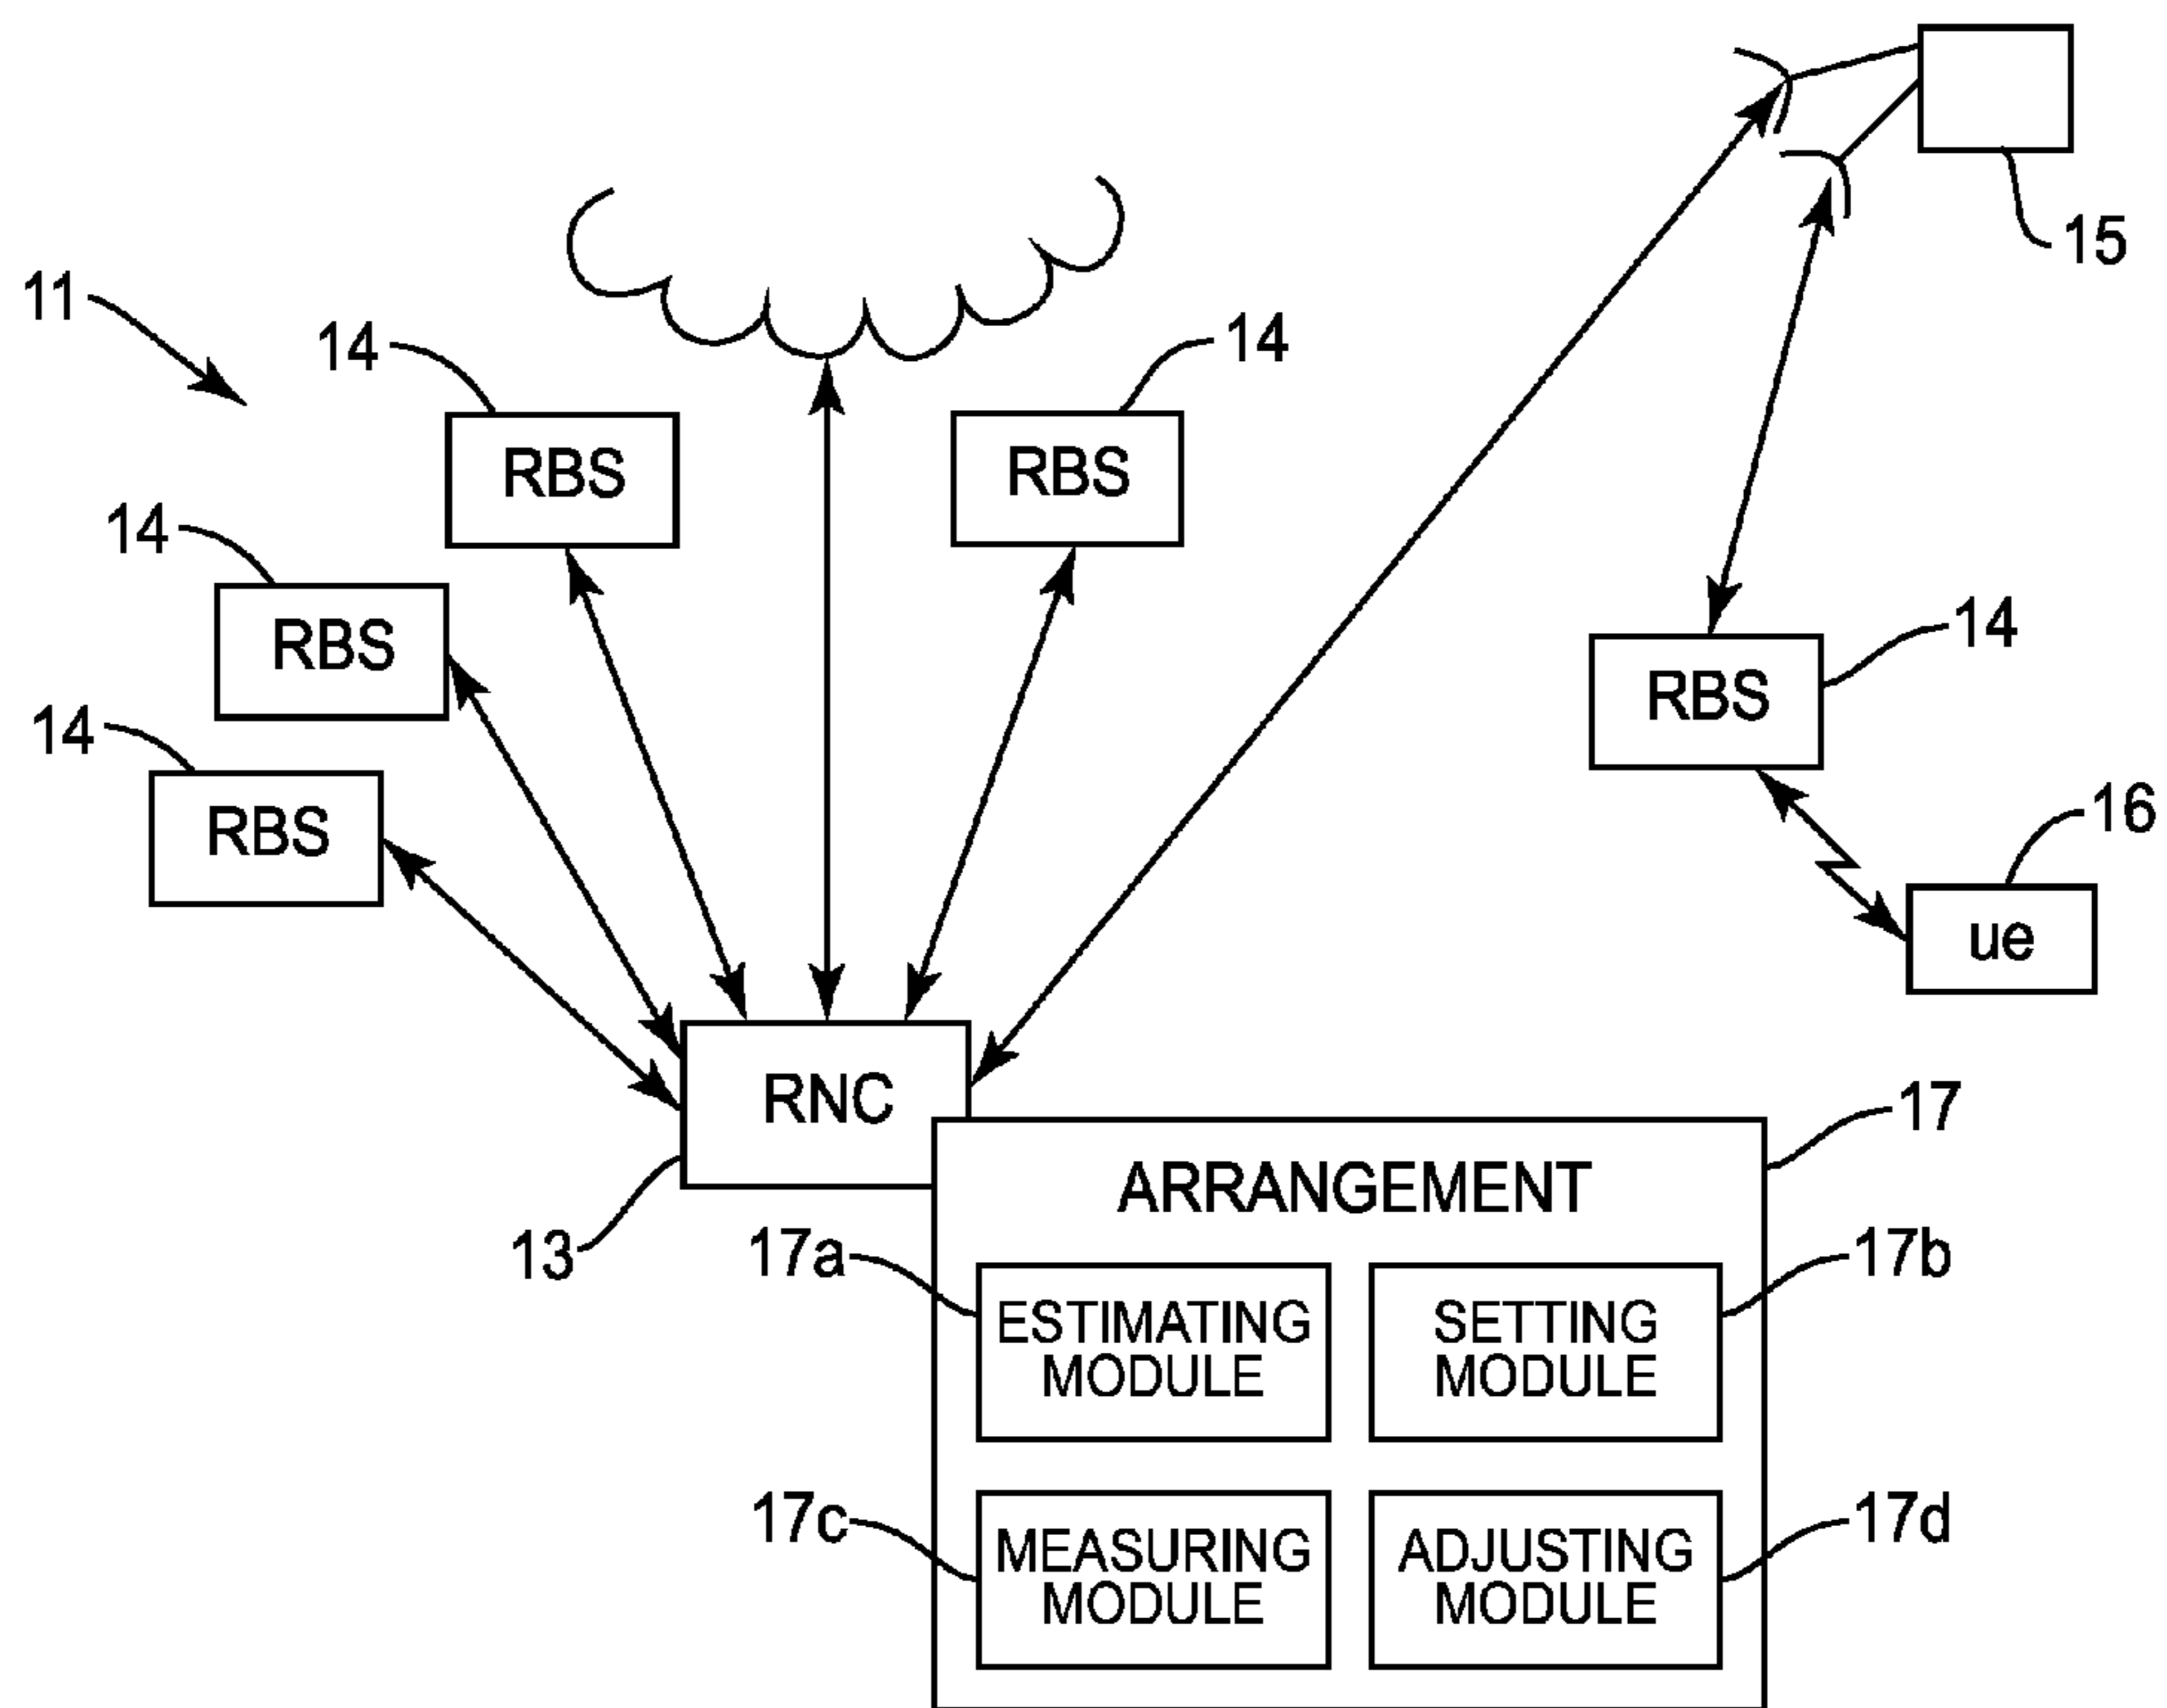 15
11
14
14
RBS
RBS
14
RBS
14
RBS
14
RBS
16
ue
RNC
13
17
ARRANGEMENT
17a
17b
ESTIMATING
MODULE
SETTING
MODULE
17c
17d
MEASURING
MODULE
ADJUSTING
MODULE